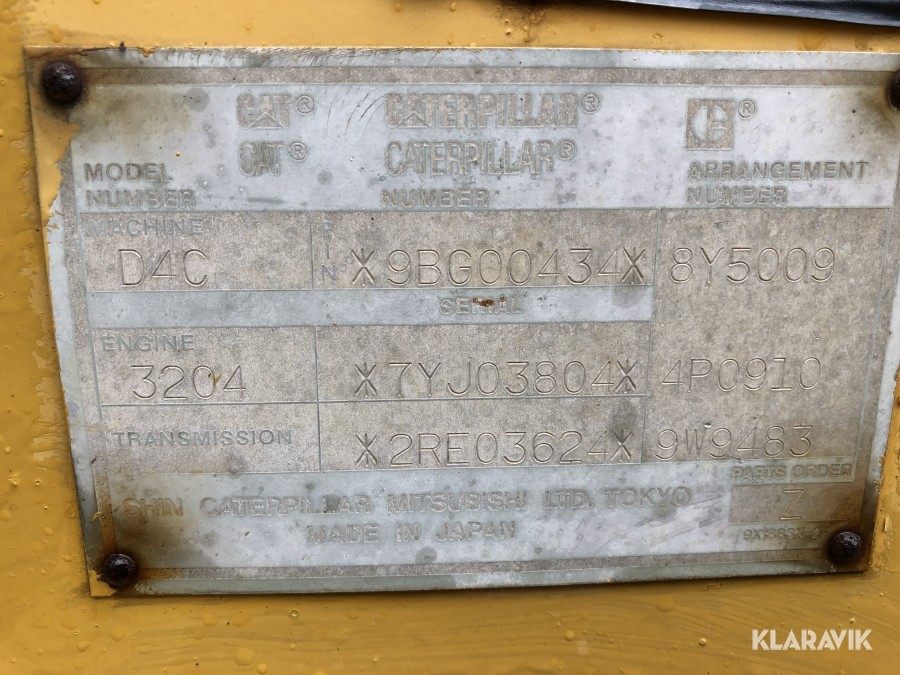 CAT® CATERPILLAR® ®
CAT® CATERPILLAR®
MODEL NUMBER NUMBER ARRANGEMENT NUMBER
MACHINE PIN
D4C *9BG00434* 8Y5009
SERIAL
ENGINE
3204 *7YJ03804* 4P0910
TRANSMISSION *2RE03624* 9W9483
PARTS ORDER
SHIN CATERPILLAR MITSUBISHI LTD. TOKYO Z
MADE IN JAPAN
KLARAVIK